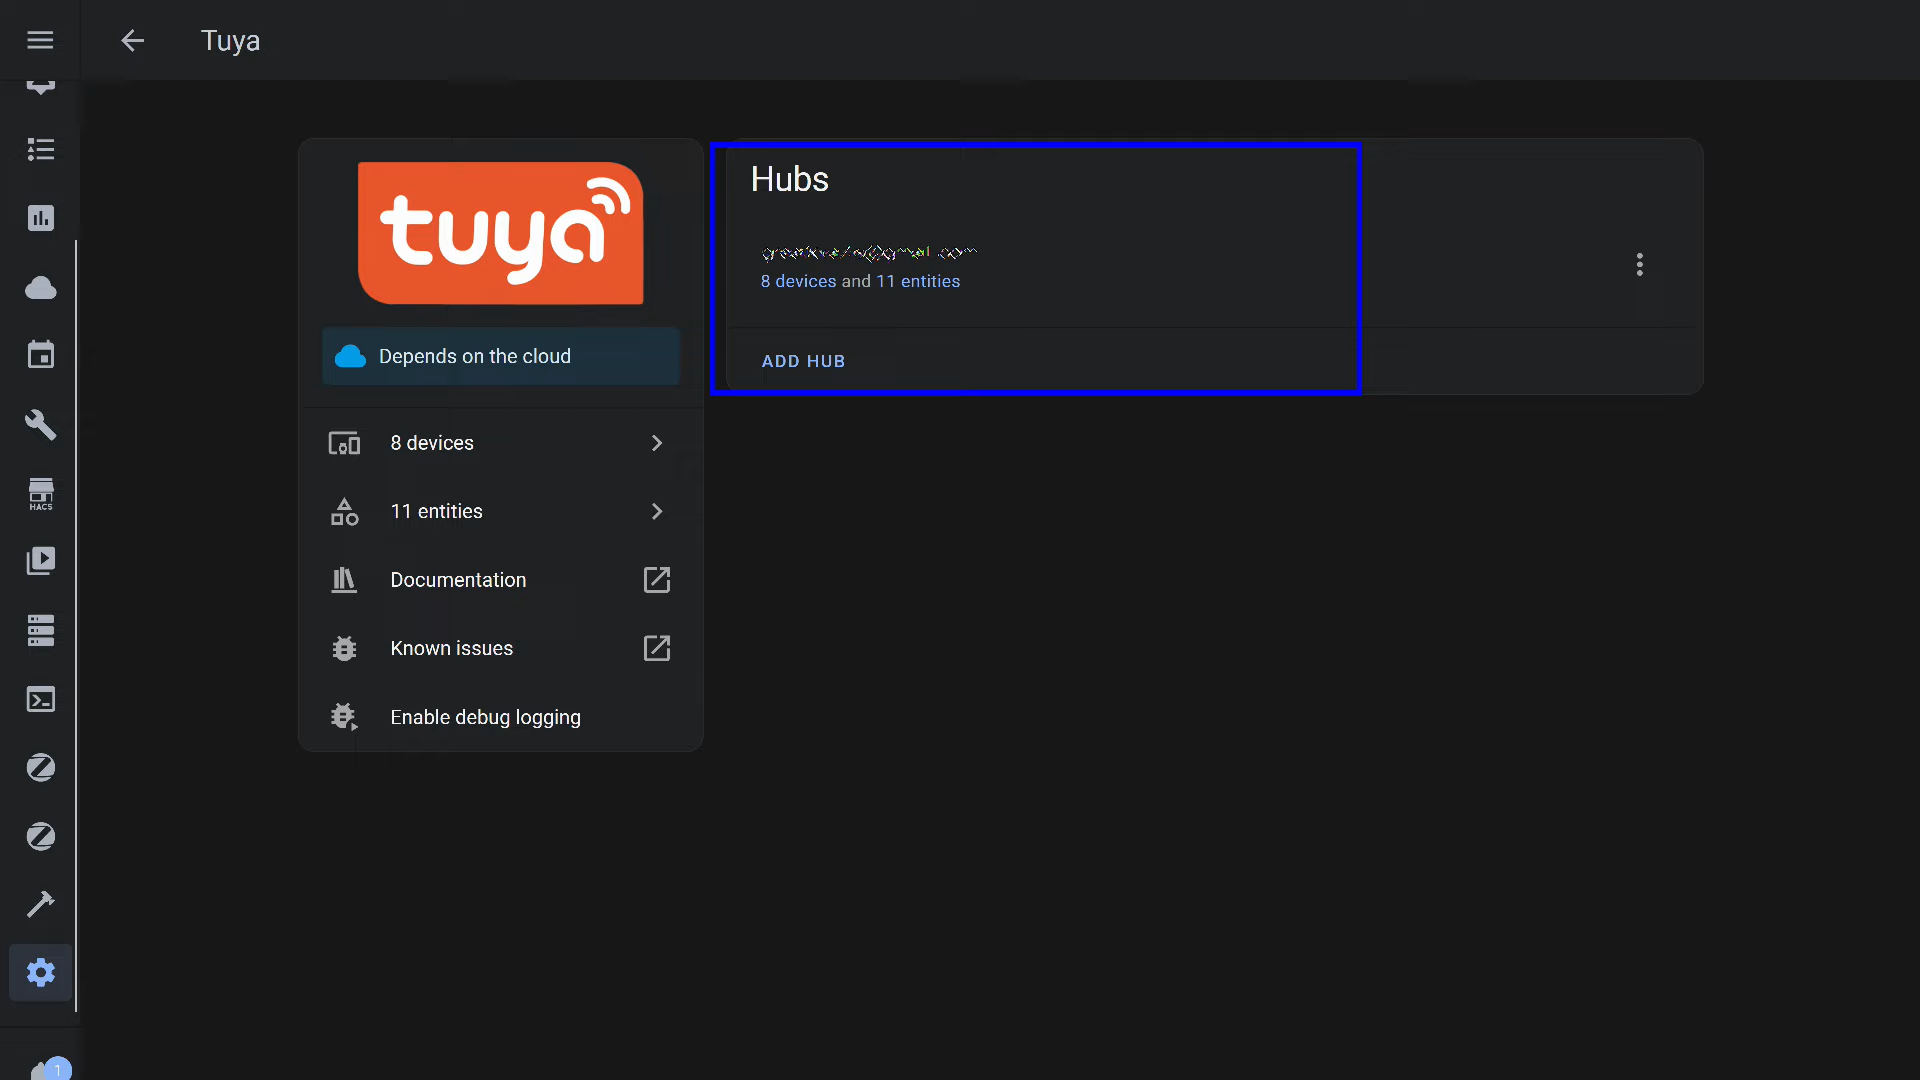 Tuya
tuya
Depends on the cloud
8 devices
11 entities
Documentation
Known issues
Enable debug logging
Hubs
8 devices and 11 entities
ADD HUB
HACS
1